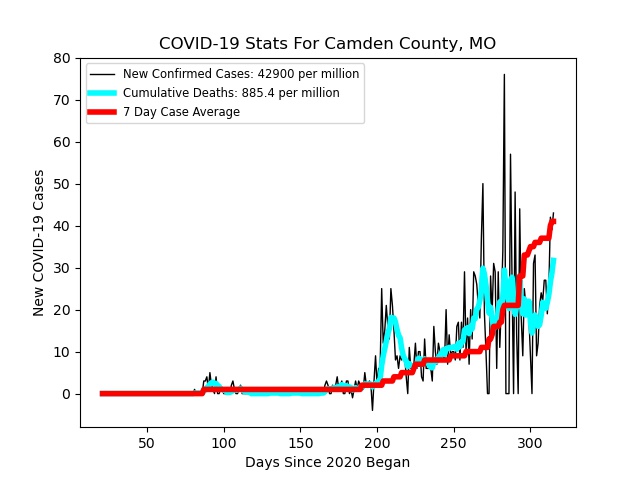 COVID-19 Stats For Camden County, MO
New Confirmed Cases: 42900 per million
Cumulative Deaths: 885.4 per million
7 Day Case Average
New COVID-19 Cases
80
70
60
50
40
30
20
10
0
50 100 150 200 250 300
Days Since 2020 Began